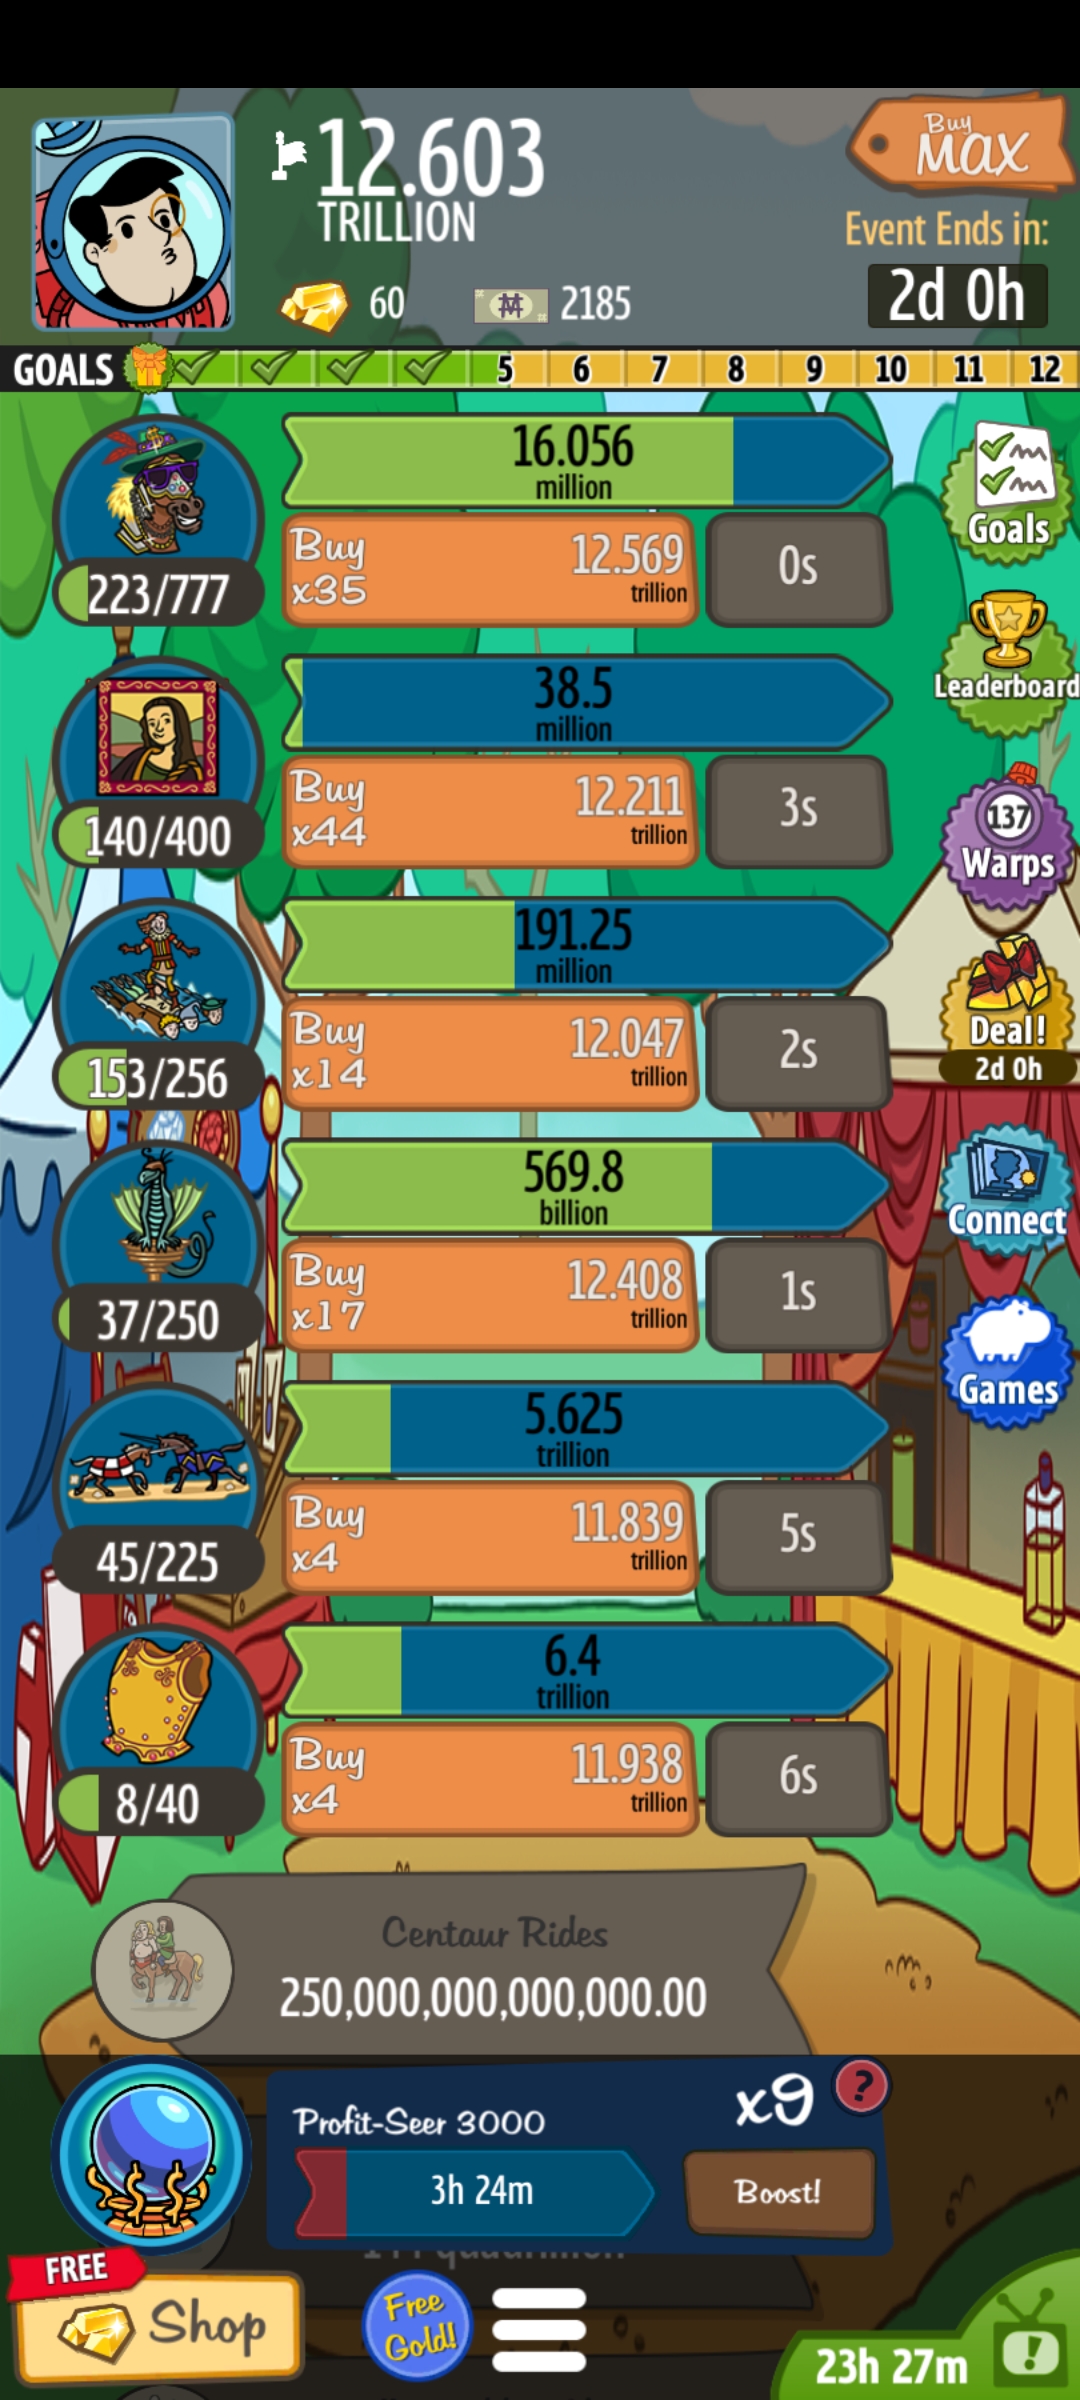 12.603
TRILLION
Buy
MAX
Event Ends in:
2d 0h
60
2185
GOALS 5 6 7 8 9 10 11 12
16.056
million
Buy
x35
12.569
trillion
0s
223/777
Goals
Leaderboard
38.5
million
Buy
x44
12.211
trillion
3s
140/400
137
Warps
191.25
million
Buy
x14
12.047
trillion
2s
153/256
Deal!
2d 0h
569.8
billion
Buy
x17
12.408
trillion
1s
37/250
Connect
Games
5.625
trillion
Buy
x4
11.839
trillion
5s
45/225
6.4
trillion
Buy
x4
11.938
trillion
6s
8/40
Centaur Rides
250,000,000,000,000.00
Profit-Seer 3000
x9
?
3h 24m
Boost!
FREE
Shop
Free
Gold!
23h 27m
!